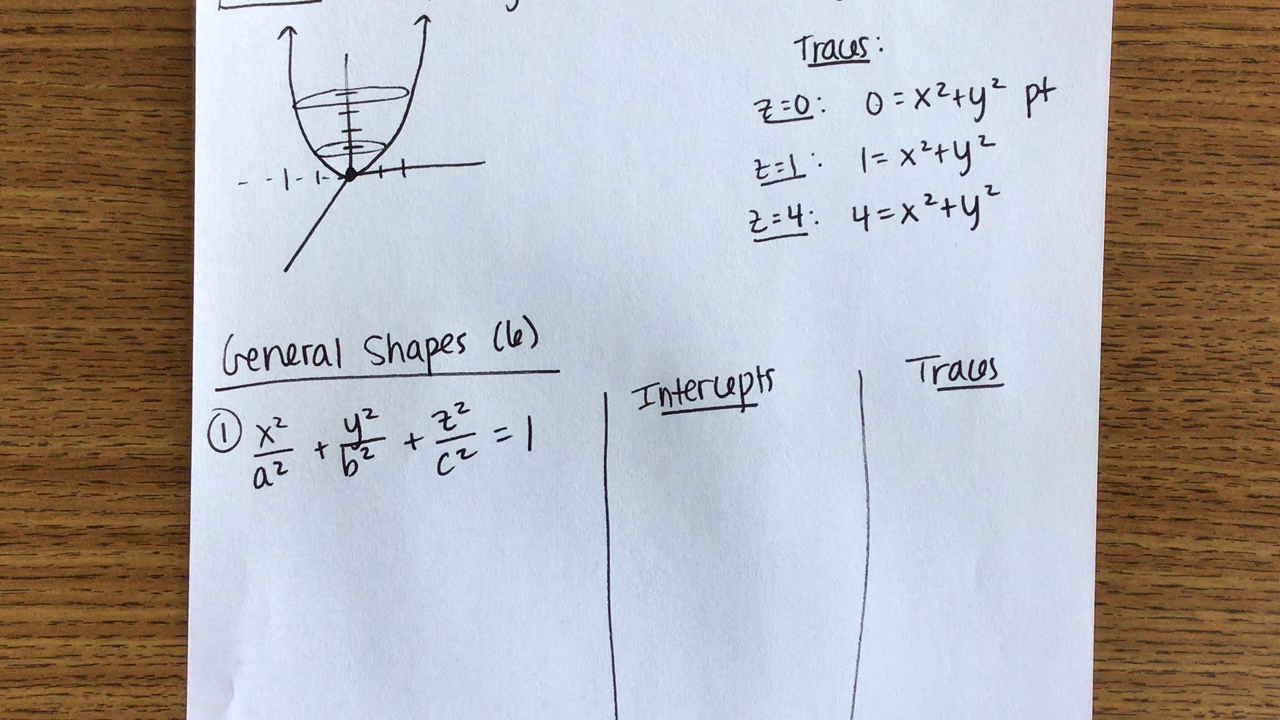 Traces:
z=0: 0=x²+y² pt
z=1: 1=x²+y²
z=4: 4=x²+y²
General Shapes (6)
Intercepts
Traces
① x²/a² + y²/b² + z²/c² = 1